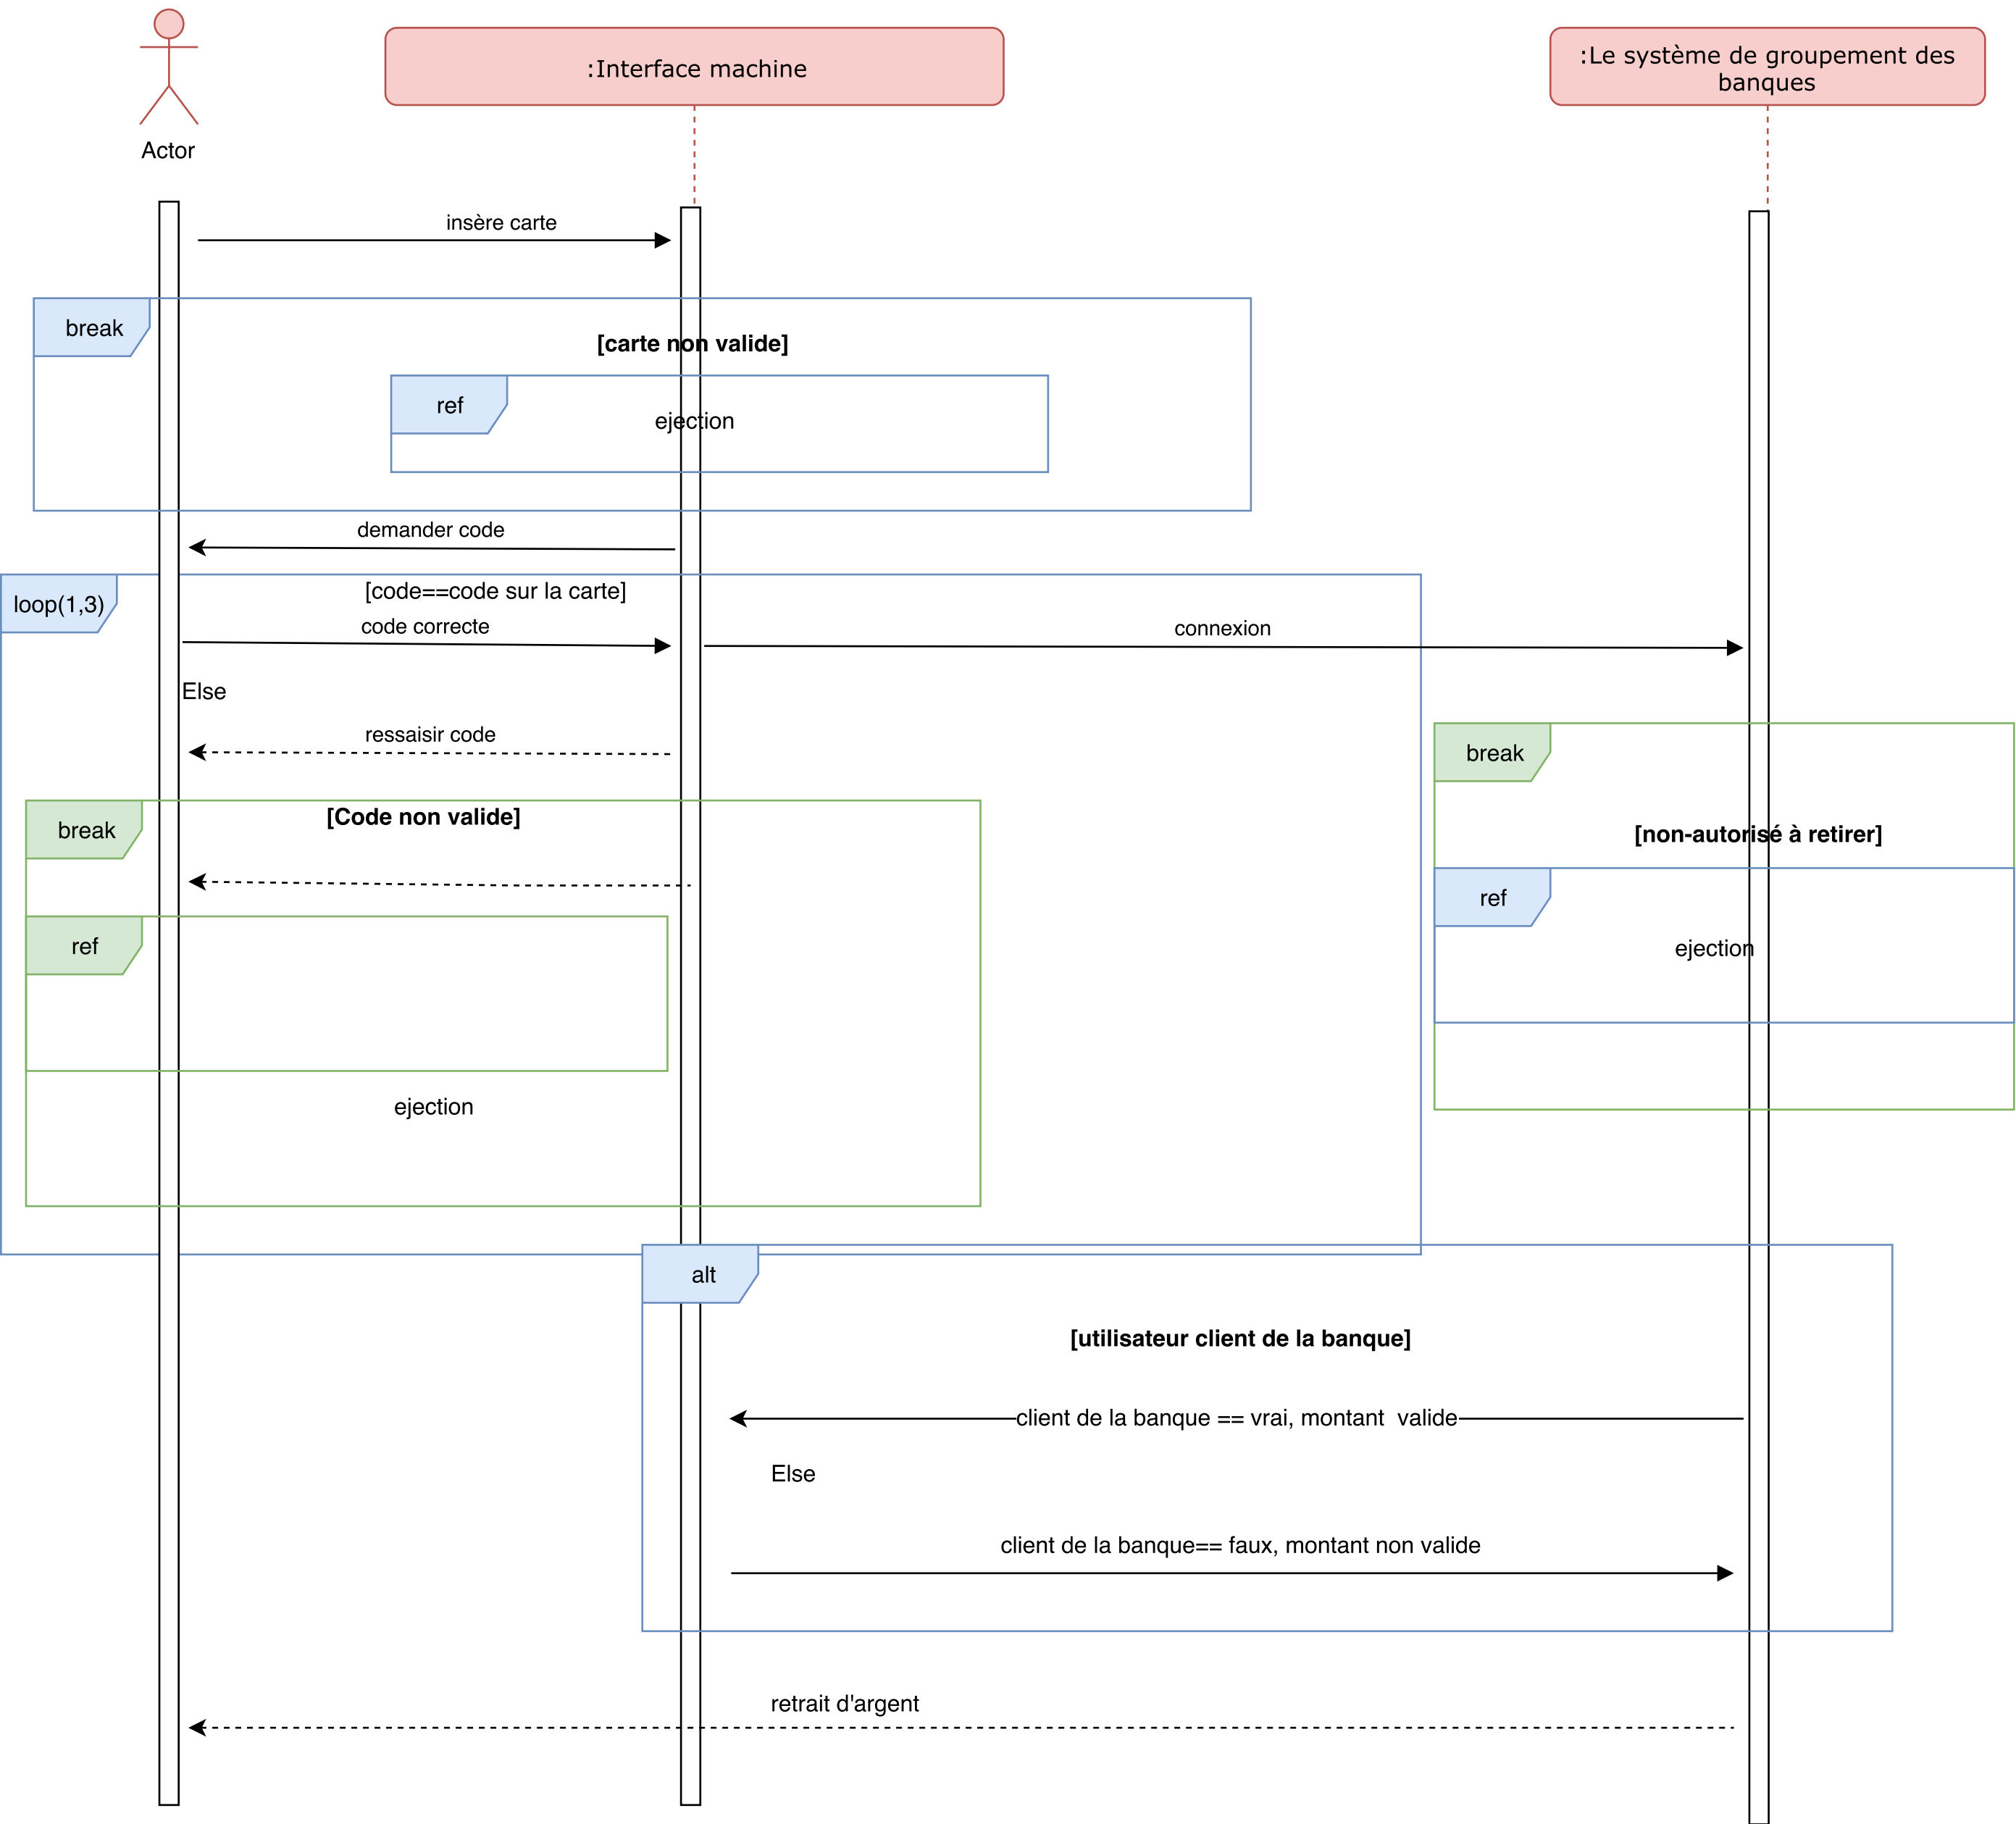 :Interface machine
:Le système de groupement des
banques
Actor
insère carte
break
[carte non valide]
ref
ejection
demander code
loop(1,3)
[code==code sur la carte]
code correcte
connexion
Else
ressaisir code
break
break
[Code non valide]
[non-autorisé à retirer]
ref
ref
ejection
ejection
alt
[utilisateur client de la banque]
client de la banque == vrai, montant  valide
Else
client de la banque== faux, montant non valide
retrait d'argent